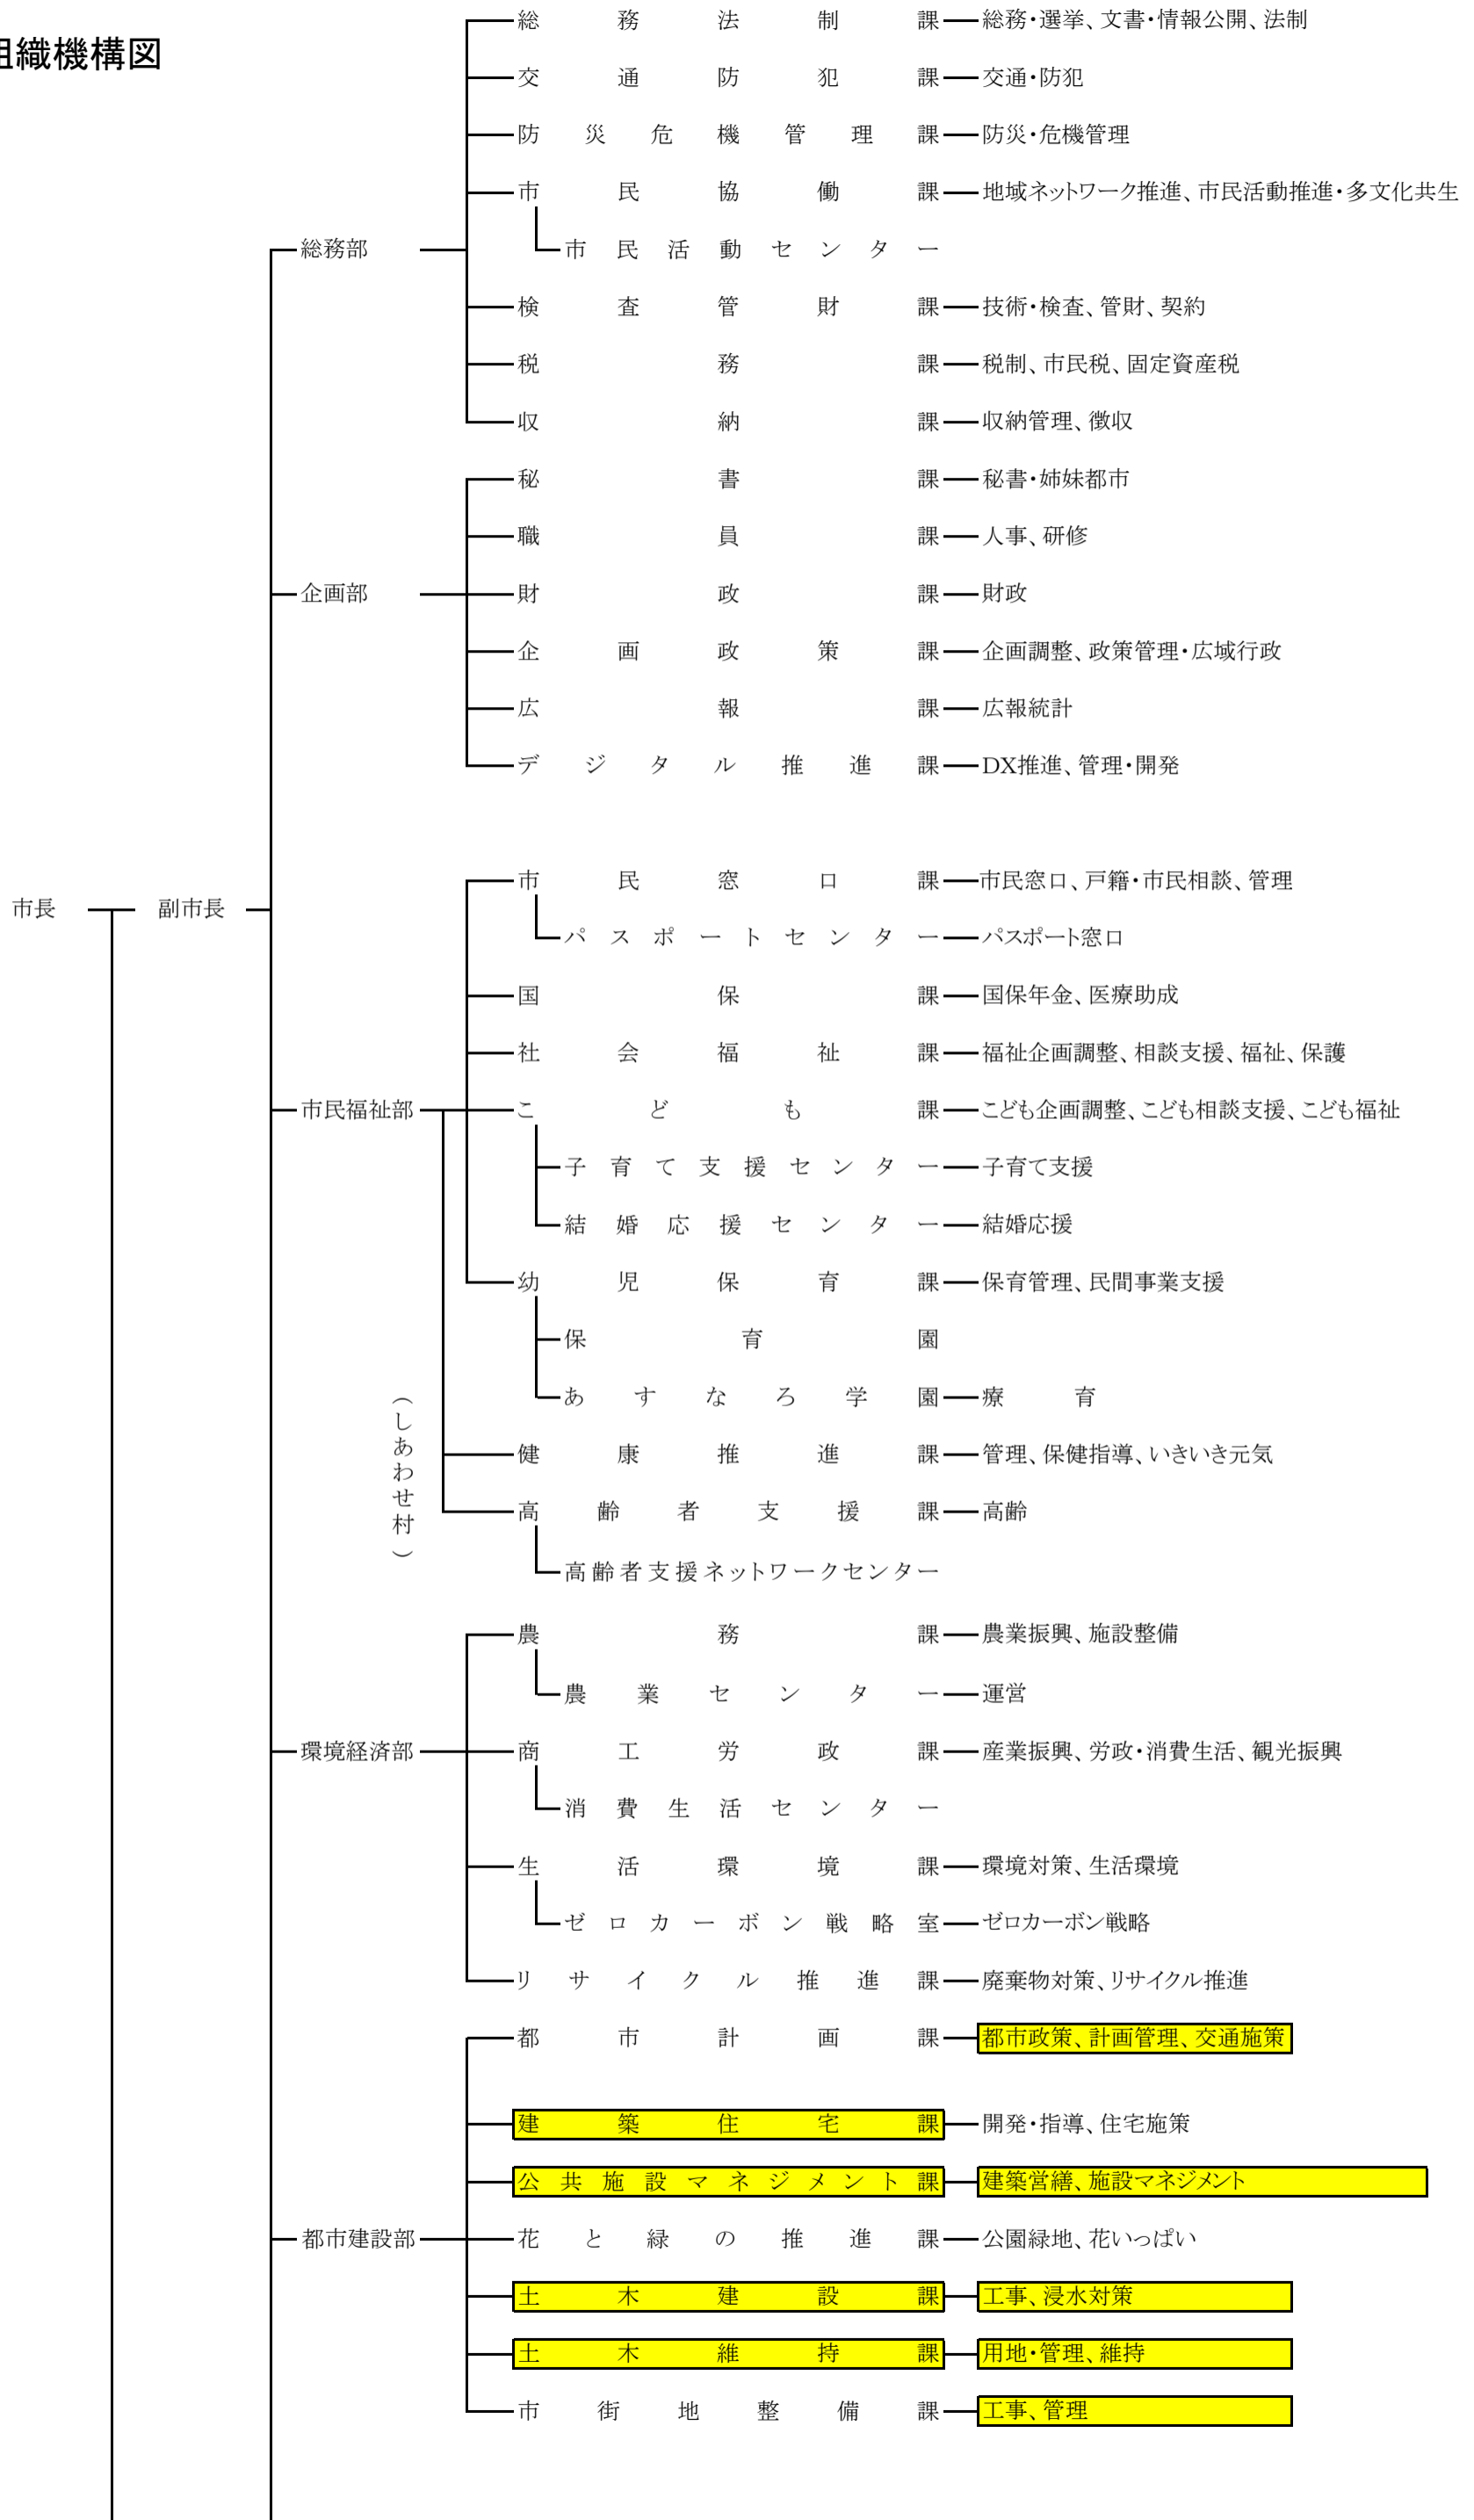 組織機構図
総務法制課 総務・選挙、文書・情報公開、法制
交通防犯課 交通・防犯
防災危機管理課 防災・危機管理
市民協働課 地域ネットワーク推進、市民活動推進・多文化共生
総務部 市民活動センター
検査管財課 技術・検査、管財、契約
税務課 税制、市民税、固定資産税
収納課 収納管理、徴収
秘書課 秘書・姉妹都市
職員課 人事、研修
企画部 財政課 財政
企画政策課 企画調整、政策管理・広域行政
広報課 広報統計
デジタル推進課 DX推進、管理・開発
市民窓口課 市民窓口、戸籍・市民相談、管理
市長 副市長
パスポートセンター パスポート窓口
国保課 国保年金、医療助成
社会福祉課 福祉企画調整、相談支援、福祉、保護
市民福祉部 こども課 こども企画調整、こども相談支援、こども福祉
子育て支援センター 子育て支援
結婚応援センター 結婚応援
幼児保育課 保育管理、民間事業支援
保育園
あすなろ学園 療育
(しあわせ村)
健康推進課 管理、保健指導、いきいき元気
高齢者支援課 高齢
高齢者支援ネットワークセンター
農務課 農業振興、施設整備
農業センター 運営
環境経済部 商工労政課 産業振興、労政・消費生活、観光振興
消費生活センター
生活環境課 環境対策、生活環境
ゼロカーボン戦略室 ゼロカーボン戦略
リサイクル推進課 廃棄物対策、リサイクル推進
都市計画課 都市政策、計画管理、交通施策
建築住宅課 開発・指導、住宅施策
公共施設マネジメント課 建築営繕、施設マネジメント
都市建設部 花と緑の推進課 公園緑地、花いっぱい
土木建設課 工事、浸水対策
土木維持課 用地・管理、維持
市街地整備課 工事、管理